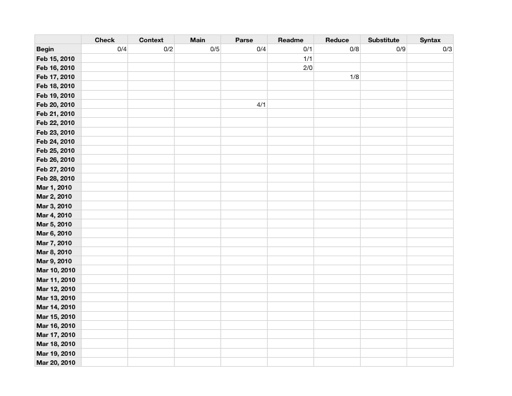 Check Context Main Parse Readme Reduce Substitute Syntax
Begin 0/4 0/2 0/5 0/4 0/1 0/8 0/9 0/3
Feb 15, 2010 1/1
Feb 16, 2010 2/0
Feb 17, 2010 1/8
Feb 18, 2010
Feb 19, 2010
Feb 20, 2010 4/1
Feb 21, 2010
Feb 22, 2010
Feb 23, 2010
Feb 24, 2010
Feb 25, 2010
Feb 26, 2010
Feb 27, 2010
Feb 28, 2010
Mar 1, 2010
Mar 2, 2010
Mar 3, 2010
Mar 4, 2010
Mar 5, 2010
Mar 6, 2010
Mar 7, 2010
Mar 8, 2010
Mar 9, 2010
Mar 10, 2010
Mar 11, 2010
Mar 12, 2010
Mar 13, 2010
Mar 14, 2010
Mar 15, 2010
Mar 16, 2010
Mar 17, 2010
Mar 18, 2010
Mar 19, 2010
Mar 20, 2010